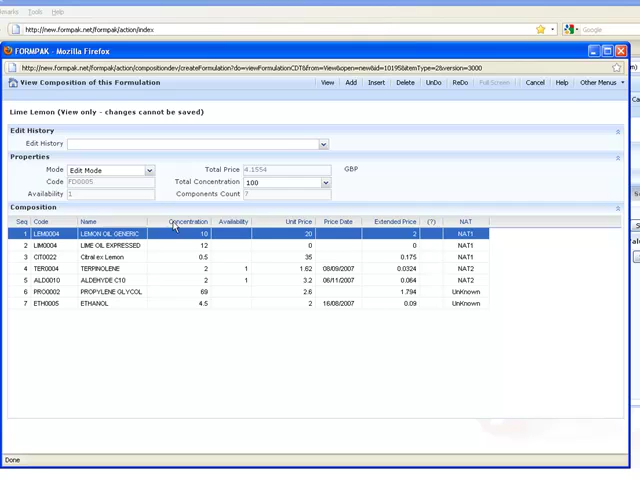 marks Tools Help
http://new.formpak.net/formpak/action/index
Google
FORMPAK - Mozilla Firefox
http://new.formpak.net/formpak/action/compositiondev/createFormulation?do=viewFormulationCDT&from=View&open=new&id=10195&itemType=2&version=3000
View Composition of this Formulation View Add Insert Delete UnDo ReDo Full Screen Cancel Help Other Menus
Lime Lemon (View only - changes cannot be saved)
Edit History
Edit History
Properties
Mode Edit Mode Total Price 4.1554 GBP
Code FD0005 Total Concentration 100
Availability 1 Components Count 7
Composition
Seq Code Name Concentration Availability Unit Price Price Date Extended Price (?) NAT
1 LEM0004 LEMON OIL GENERIC 10 20 2 NAT1
2 LIM0004 LIME OIL EXPRESSED 12 0 0 NAT1
3 CIT0022 Citral ex Lemon 0.5 35 0.175 NAT1
4 TER0004 TERPINOLENE 2 1 1.62 08/09/2007 0.0324 NAT2
5 ALD0010 ALDEHYDE C10 2 1 3.2 06/11/2007 0.064 NAT2
6 PRO0002 PROPYLENE GLYCOL 69 2.6 1.794 UnKnown
7 ETH0005 ETHANOL 4.5 2 16/08/2007 0.09 UnKnown
Done